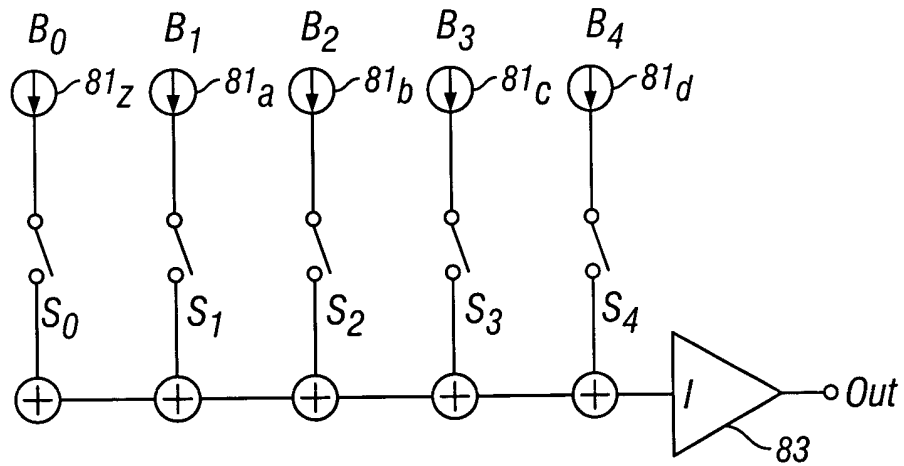 B0 B1 B2 B3 B4
81z 81a 81b 81c 81d
S0 S1 S2 S3 S4
+ + + + + I Out
83